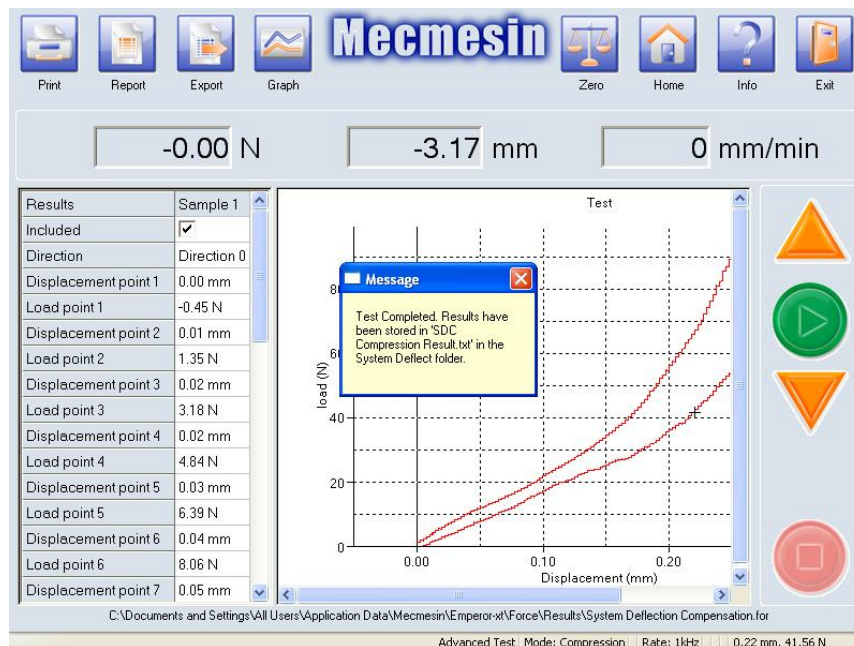 Mecmesin
Print Report Export Graph Zero Home Info Exit
-0.00 N -3.17 mm 0 mm/min
Results Sample 1
Included
Direction Direction 0
Displacement point 1 0.00 mm
Load point 1 -0.45 N
Displacement point 2 0.01 mm
Load point 2 1.35 N
Displacement point 3 0.02 mm
Load point 3 3.18 N
Displacement point 4 0.02 mm
Load point 4 4.84 N
Displacement point 5 0.03 mm
Load point 5 6.39 N
Displacement point 6 0.04 mm
Load point 6 8.06 N
Displacement point 7 0.05 mm
Test
Message
Test Completed. Results have
been stored in 'SDC
Compression Result.txt' in the
System Deflect folder.
load (N)
40
20
0
0.00 0.10 0.20
Displacement (mm)
C:\Documents and Settings\All Users\Application Data\Mecmesin\Emperor-xt\Force\Results\System Deflection Compensation.for
Advanced Test Mode: Compression Rate: 1kHz 0.22 mm, 41.56 N